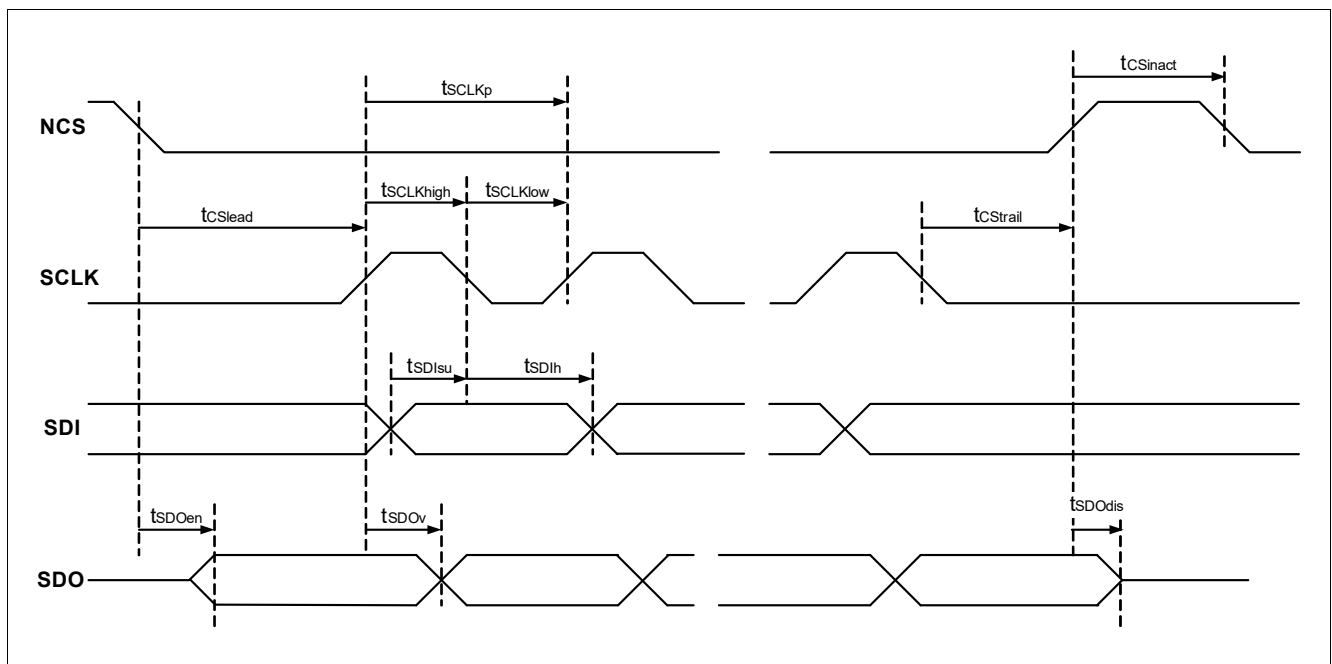 tCSinact
tSCLKp
NCS
tSCLKhigh
tSCLKlow
tCSlead
tCStrail
SCLK
tSDIsu
tSDIh
SDI
tSDOen
tSDOv
tSDOdis
SDO